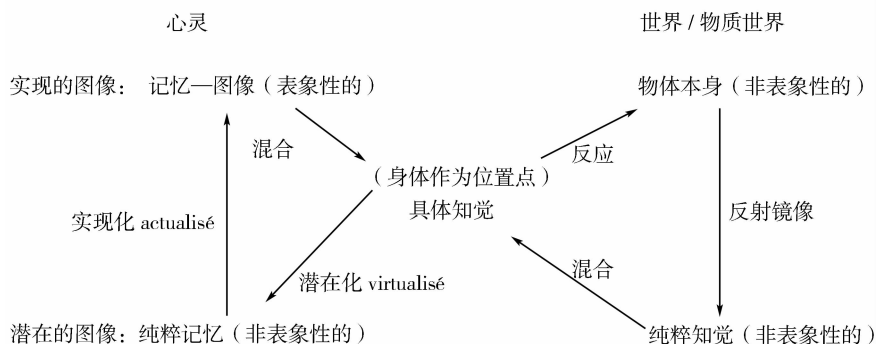 心灵
世界 / 物质世界
实现的图像： 记忆—图像（表象性的）
物体本身（非表象性的）
混合
反应
（身体作为位置点）
具体知觉
实现化 actualisé
反射镜像
混合
潜在化 virtualisé
潜在的图像：纯粹记忆（非表象性的）
纯粹知觉（非表象性的）